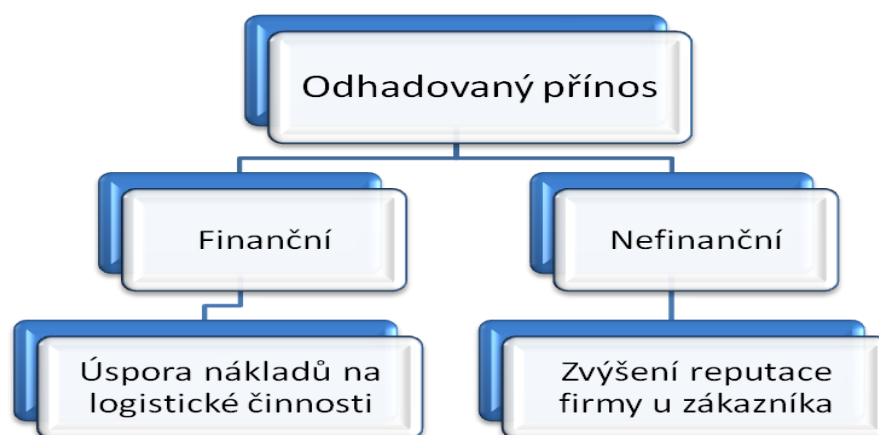 Odhadovaný přínos
Finanční
Nefinanční
Úspora nákladů na
logistické činnosti
Zvýšení reputace
firmy u zákazníka